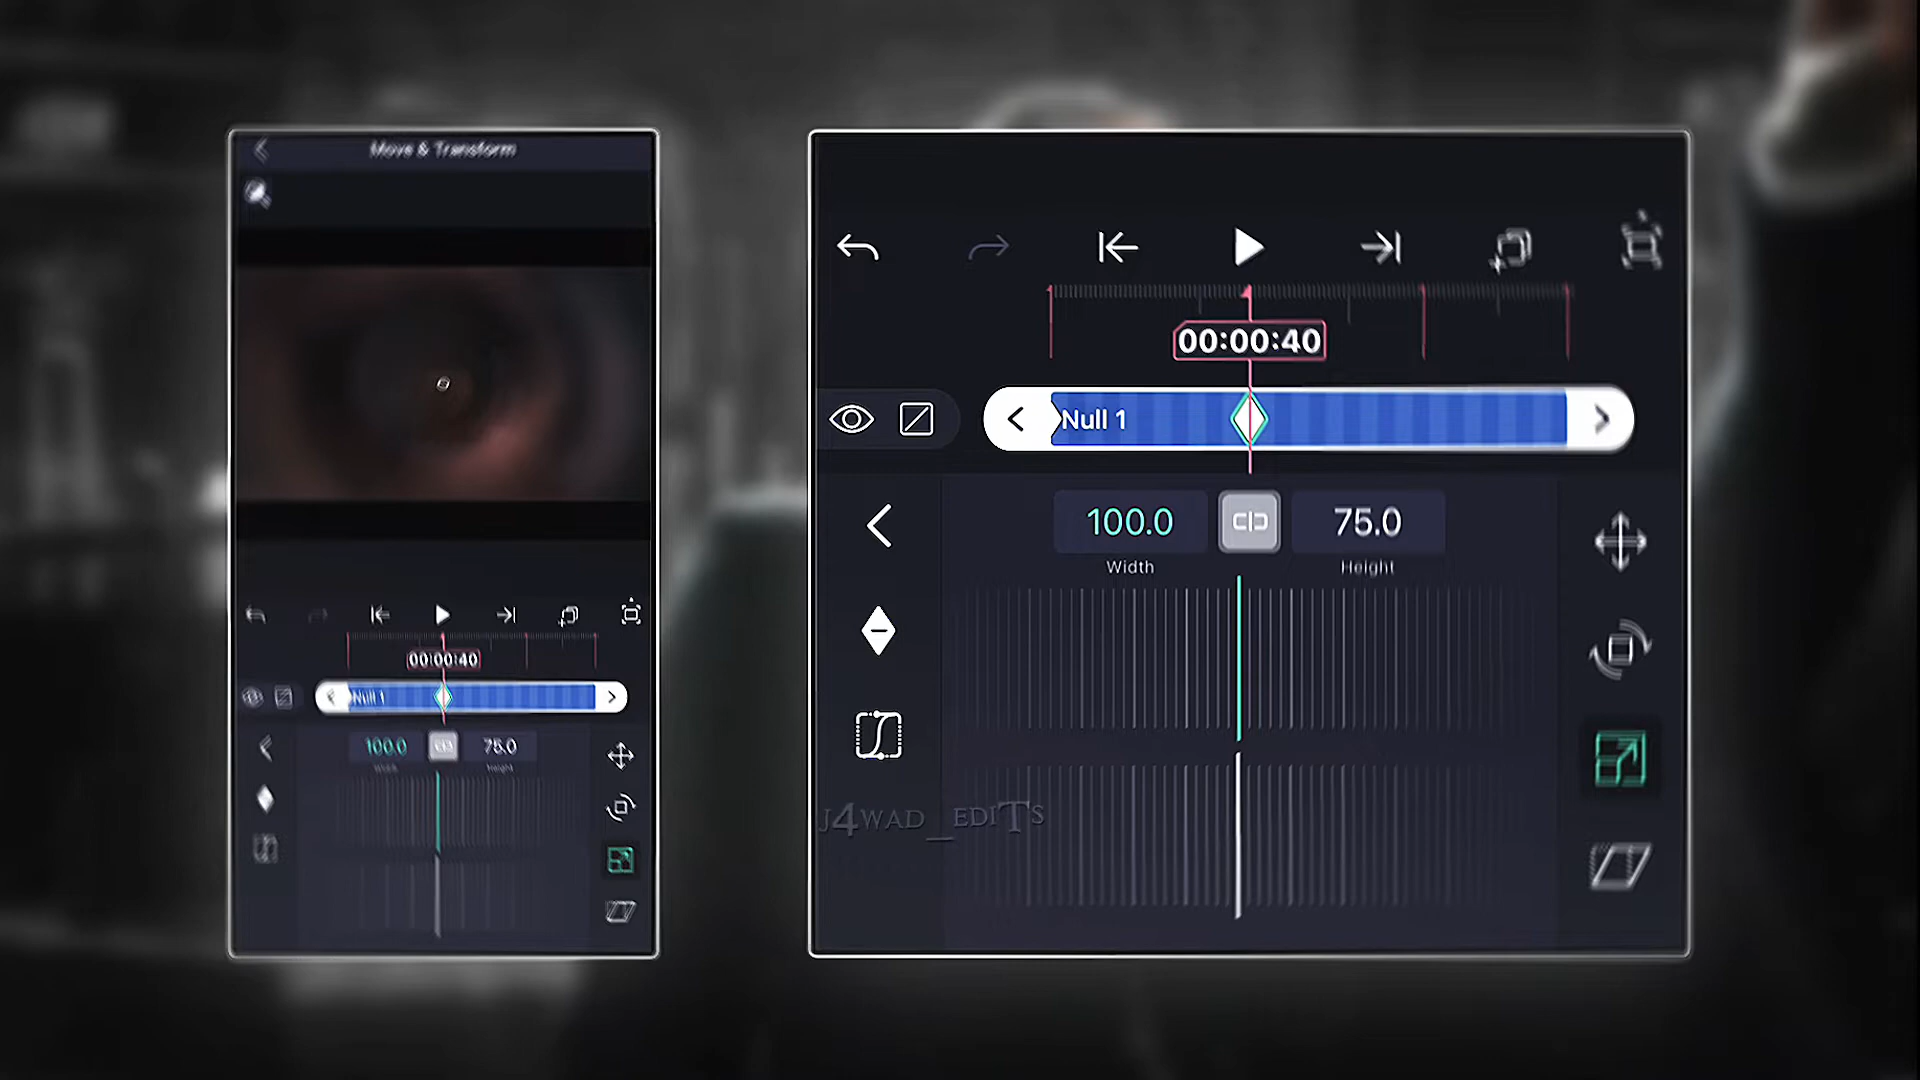 Move & Transform
00:00:40
Null 1
100.0
75.0
Width
Height
00:00:40
Null 1
100.0 75.0
Width Height
J4WAD_EDITS